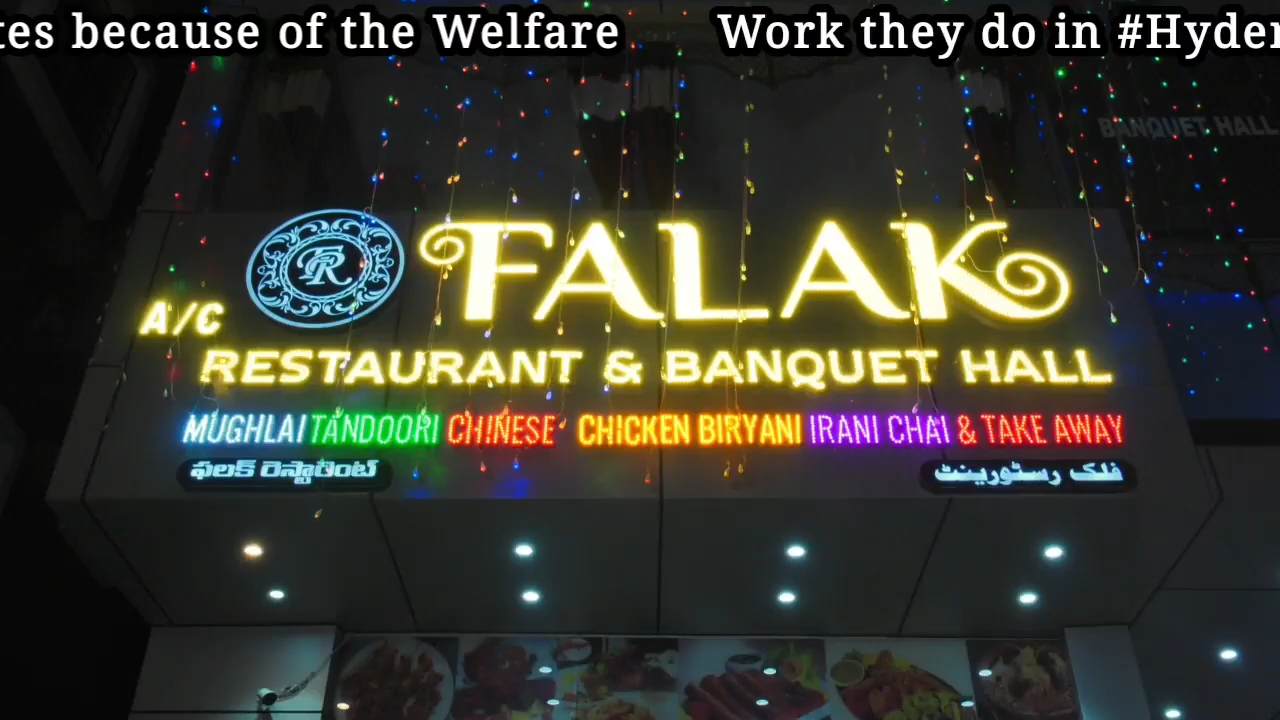 tes because of the Welfare Work they do in #Hyder
BANQUET HALL
FR
FALAK
A/C
RESTAURANT & BANQUET HALL
MUGHLAI TANDOORI CHINESE CHICKEN BIRYANI IRANI CHAI & TAKE AWAY
ఫలక్ రెస్టారెంట్
فلک رسٹورینٹ